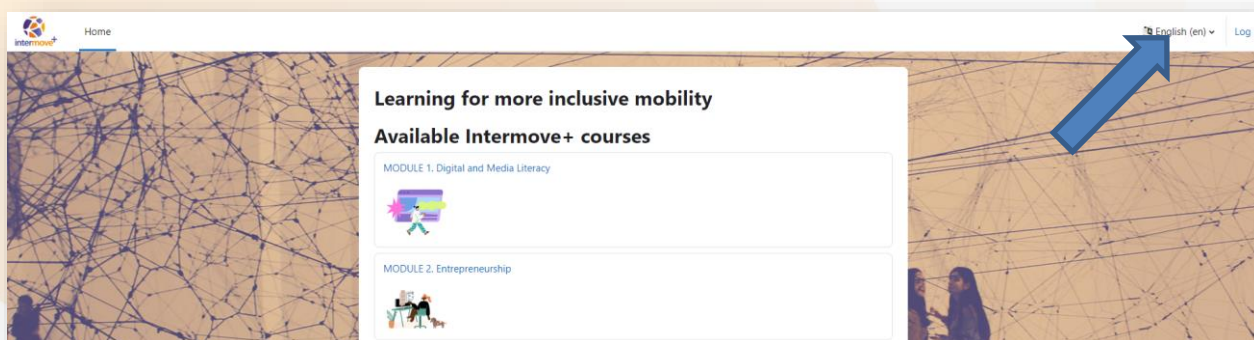 intermove+
Home
English (en)
Log
Learning for more inclusive mobility
Available Intermove+ courses
MODULE 1. Digital and Media Literacy
MODULE 2. Entrepreneurship